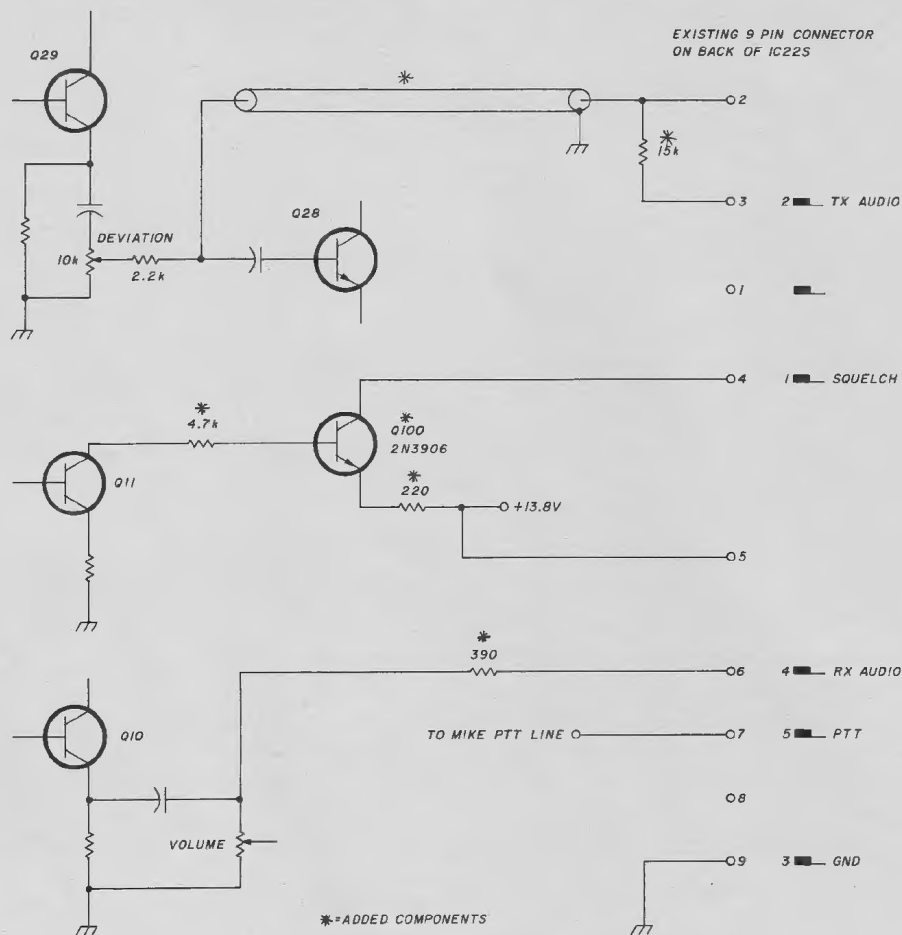 EXISTING 9 PIN CONNECTOR
ON BACK OF IC22S
Q29
*
2
*
15k
3
2 TX AUDIO
Q28
DEVIATION
10k
2.2k
1
4
1 SQUELCH
*
4.7k
*
Q100
2N3906
Q11
*
220
+13.8V
5
*
390
6
4 RX AUDIO
Q10
TO MIKE PTT LINE
7
5 PTT
8
VOLUME
9
3 GND
*=ADDED COMPONENTS